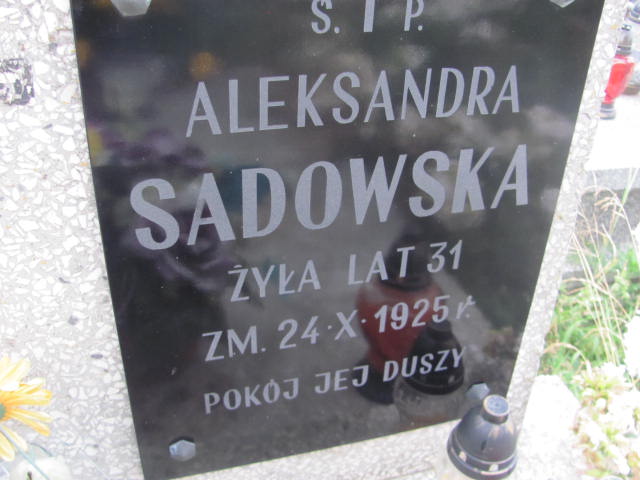 Ś. † P.
ALEKSANDRA
SADOWSKA
ŻYŁA LAT 31
ZM. 24·X·1925 r.
POKÓJ JEJ DUSZY